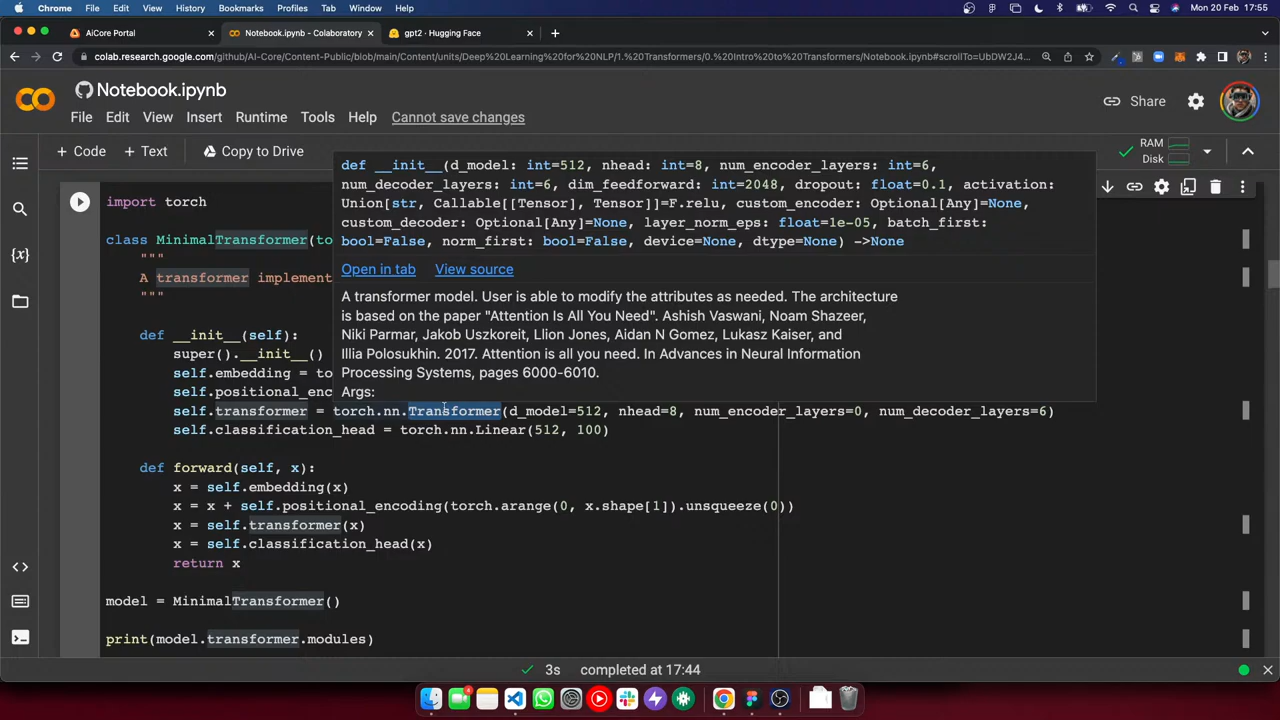 Chrome File Edit View History Bookmarks Profiles Tab Window Help Mon 20 Feb 17:55
AiCore Portal Notebook.ipynb - Colaboratory gpt2 · Hugging Face
colab.research.google.com/github/AI-Core/Content-Public/blob/main/Content/units/Deep%20Learning%20for%20NLP/1.%20Transformers/0.%20Intro%20to%20Transformers/Notebook.ipynb#scrollTo=UbDW2J4...
Notebook.ipynb
Share
File Edit View Insert Runtime Tools Help Cannot save changes
+ Code + Text Copy to Drive
RAM
Disk
def __init__(d_model: int=512, nhead: int=8, num_encoder_layers: int=6,
num_decoder_layers: int=6, dim_feedforward: int=2048, dropout: float=0.1, activation:
Union[str, Callable[[Tensor], Tensor]]=F.relu, custom_encoder: Optional[Any]=None,
custom_decoder: Optional[Any]=None, layer_norm_eps: float=1e-05, batch_first:
bool=False, norm_first: bool=False, device=None, dtype=None) ->None
Open in tab View source
A transformer model. User is able to modify the attributes as needed. The architecture
is based on the paper "Attention Is All You Need". Ashish Vaswani, Noam Shazeer,
Niki Parmar, Jakob Uszkoreit, Llion Jones, Aidan N Gomez, Lukasz Kaiser, and
Illia Polosukhin. 2017. Attention is all you need. In Advances in Neural Information
Processing Systems, pages 6000-6010.
Args:
import torch
class MinimalTransformer(to
"""
A transformer implement
"""
def __init__(self):
super().__init__()
self.embedding = to
self.positional_enc
self.transformer = torch.nn.Transformer(d_model=512, nhead=8, num_encoder_layers=0, num_decoder_layers=6)
self.classification_head = torch.nn.Linear(512, 100)
def forward(self, x):
x = self.embedding(x)
x = x + self.positional_encoding(torch.arange(0, x.shape[1]).unsqueeze(0))
x = self.transformer(x)
x = self.classification_head(x)
return x
model = MinimalTransformer()
print(model.transformer.modules)
3s completed at 17:44
4